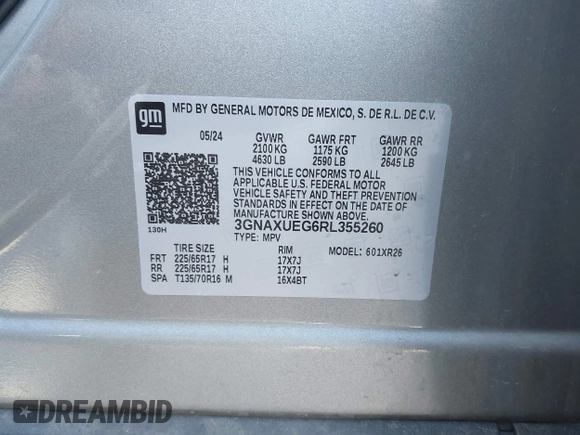 gm
MFD BY GENERAL MOTORS DE MEXICO, S. DE R.L. DE C.V.
05/24 GVWR GAWR FRT GAWR RR
2100 KG 1175 KG 1200 KG
4630 LB 2590 LB 2645 LB
THIS VEHICLE CONFORMS TO ALL
APPLICABLE U.S. FEDERAL MOTOR
VEHICLE SAFETY AND THEFT PREVENTION
STANDARDS IN EFFECT ON THE DATE OF
MANUFACTURE SHOWN ABOVE.
3GNAXUEG6RL355260
130H TYPE: MPV
TIRE SIZE RIM MODEL: 601XR26
FRT 225/65R17 H 17X7J
RR 225/65R17 H 17X7J
SPA T135/70R16 M 16X4BT
DREAMBID